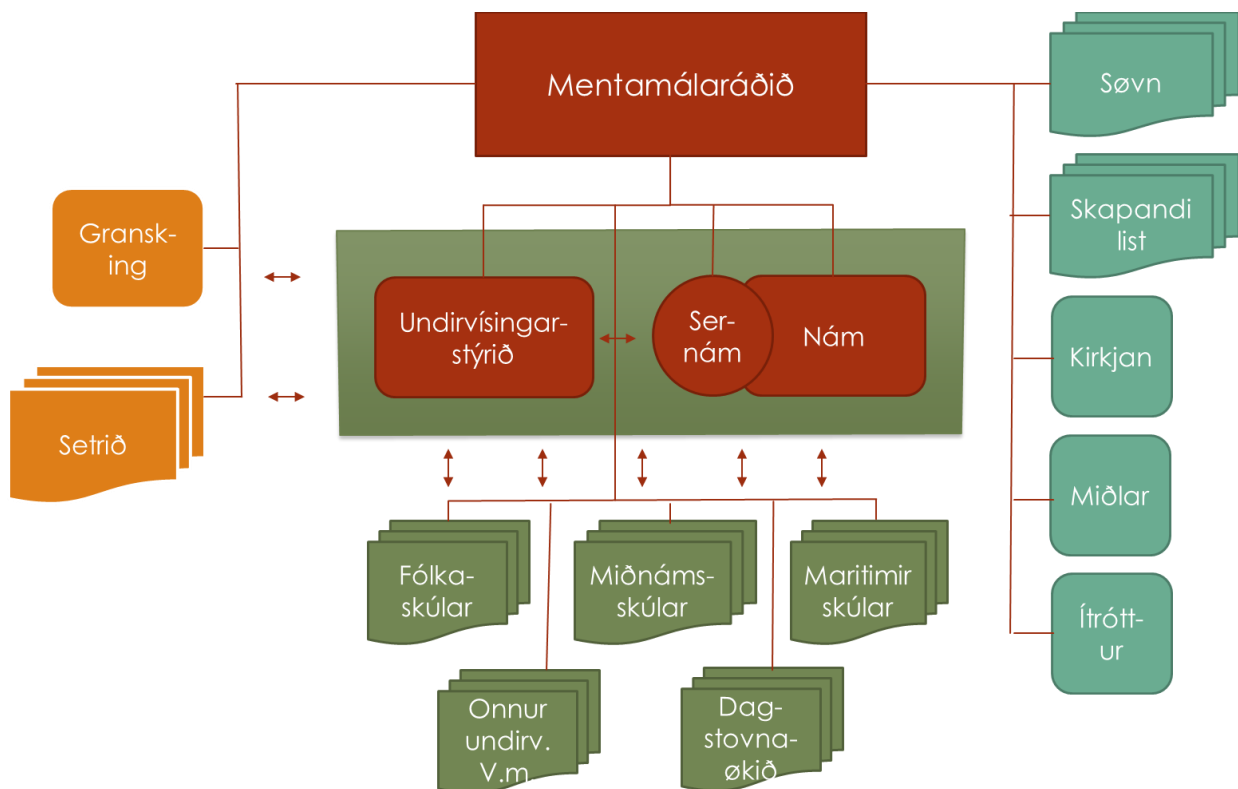 Mentamálaráðið
Søvn
Skapandi
list
Gransk-
ing
Undirvísingar-
stýrið
Ser-
nám
Nám
Kirkjan
Setrið
Miðlar
Fólka-
skúlar
Miðnáms-
skúlar
Maritimir
skúlar
Ítrótt-
ur
Onnur
undirv.
V.m.
Dag-
stovna-
økið